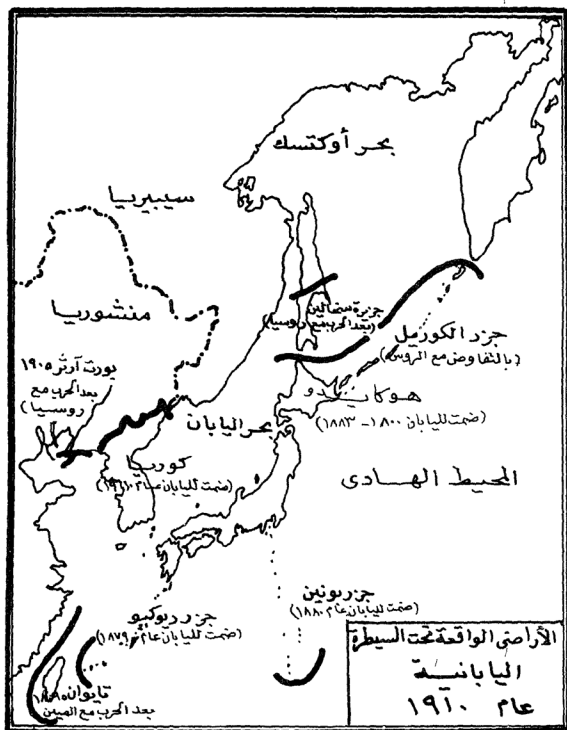 بحر أوكتسك
سيبيريا
منشوريا
جزيرة سخالين
(بعد الحرب مع روسيا)
جزر الكوريل
(بالتفاوض مع الروس)
بورت آرثر ١٩٠٥
بعد الحرب مع
روسيا)
هوكايدو
(ضمت لليابان ١٨٠٠ - ١٨٨٣)
بحر اليابان
كوريا
(ضمت لليابان عام ١٩١٠)
المحيط الهادى
جزر بونين
(ضمت لليابان عام ١٨٨٠)
جزر ريوكيو
(ضمت لليابان عام ١٨٧٩)
تايوان ١٨٩٥
بعد الحرب مع الصين
الأراضى الواقعة تحت السيطرة
اليابانية
عام ١٩١٠